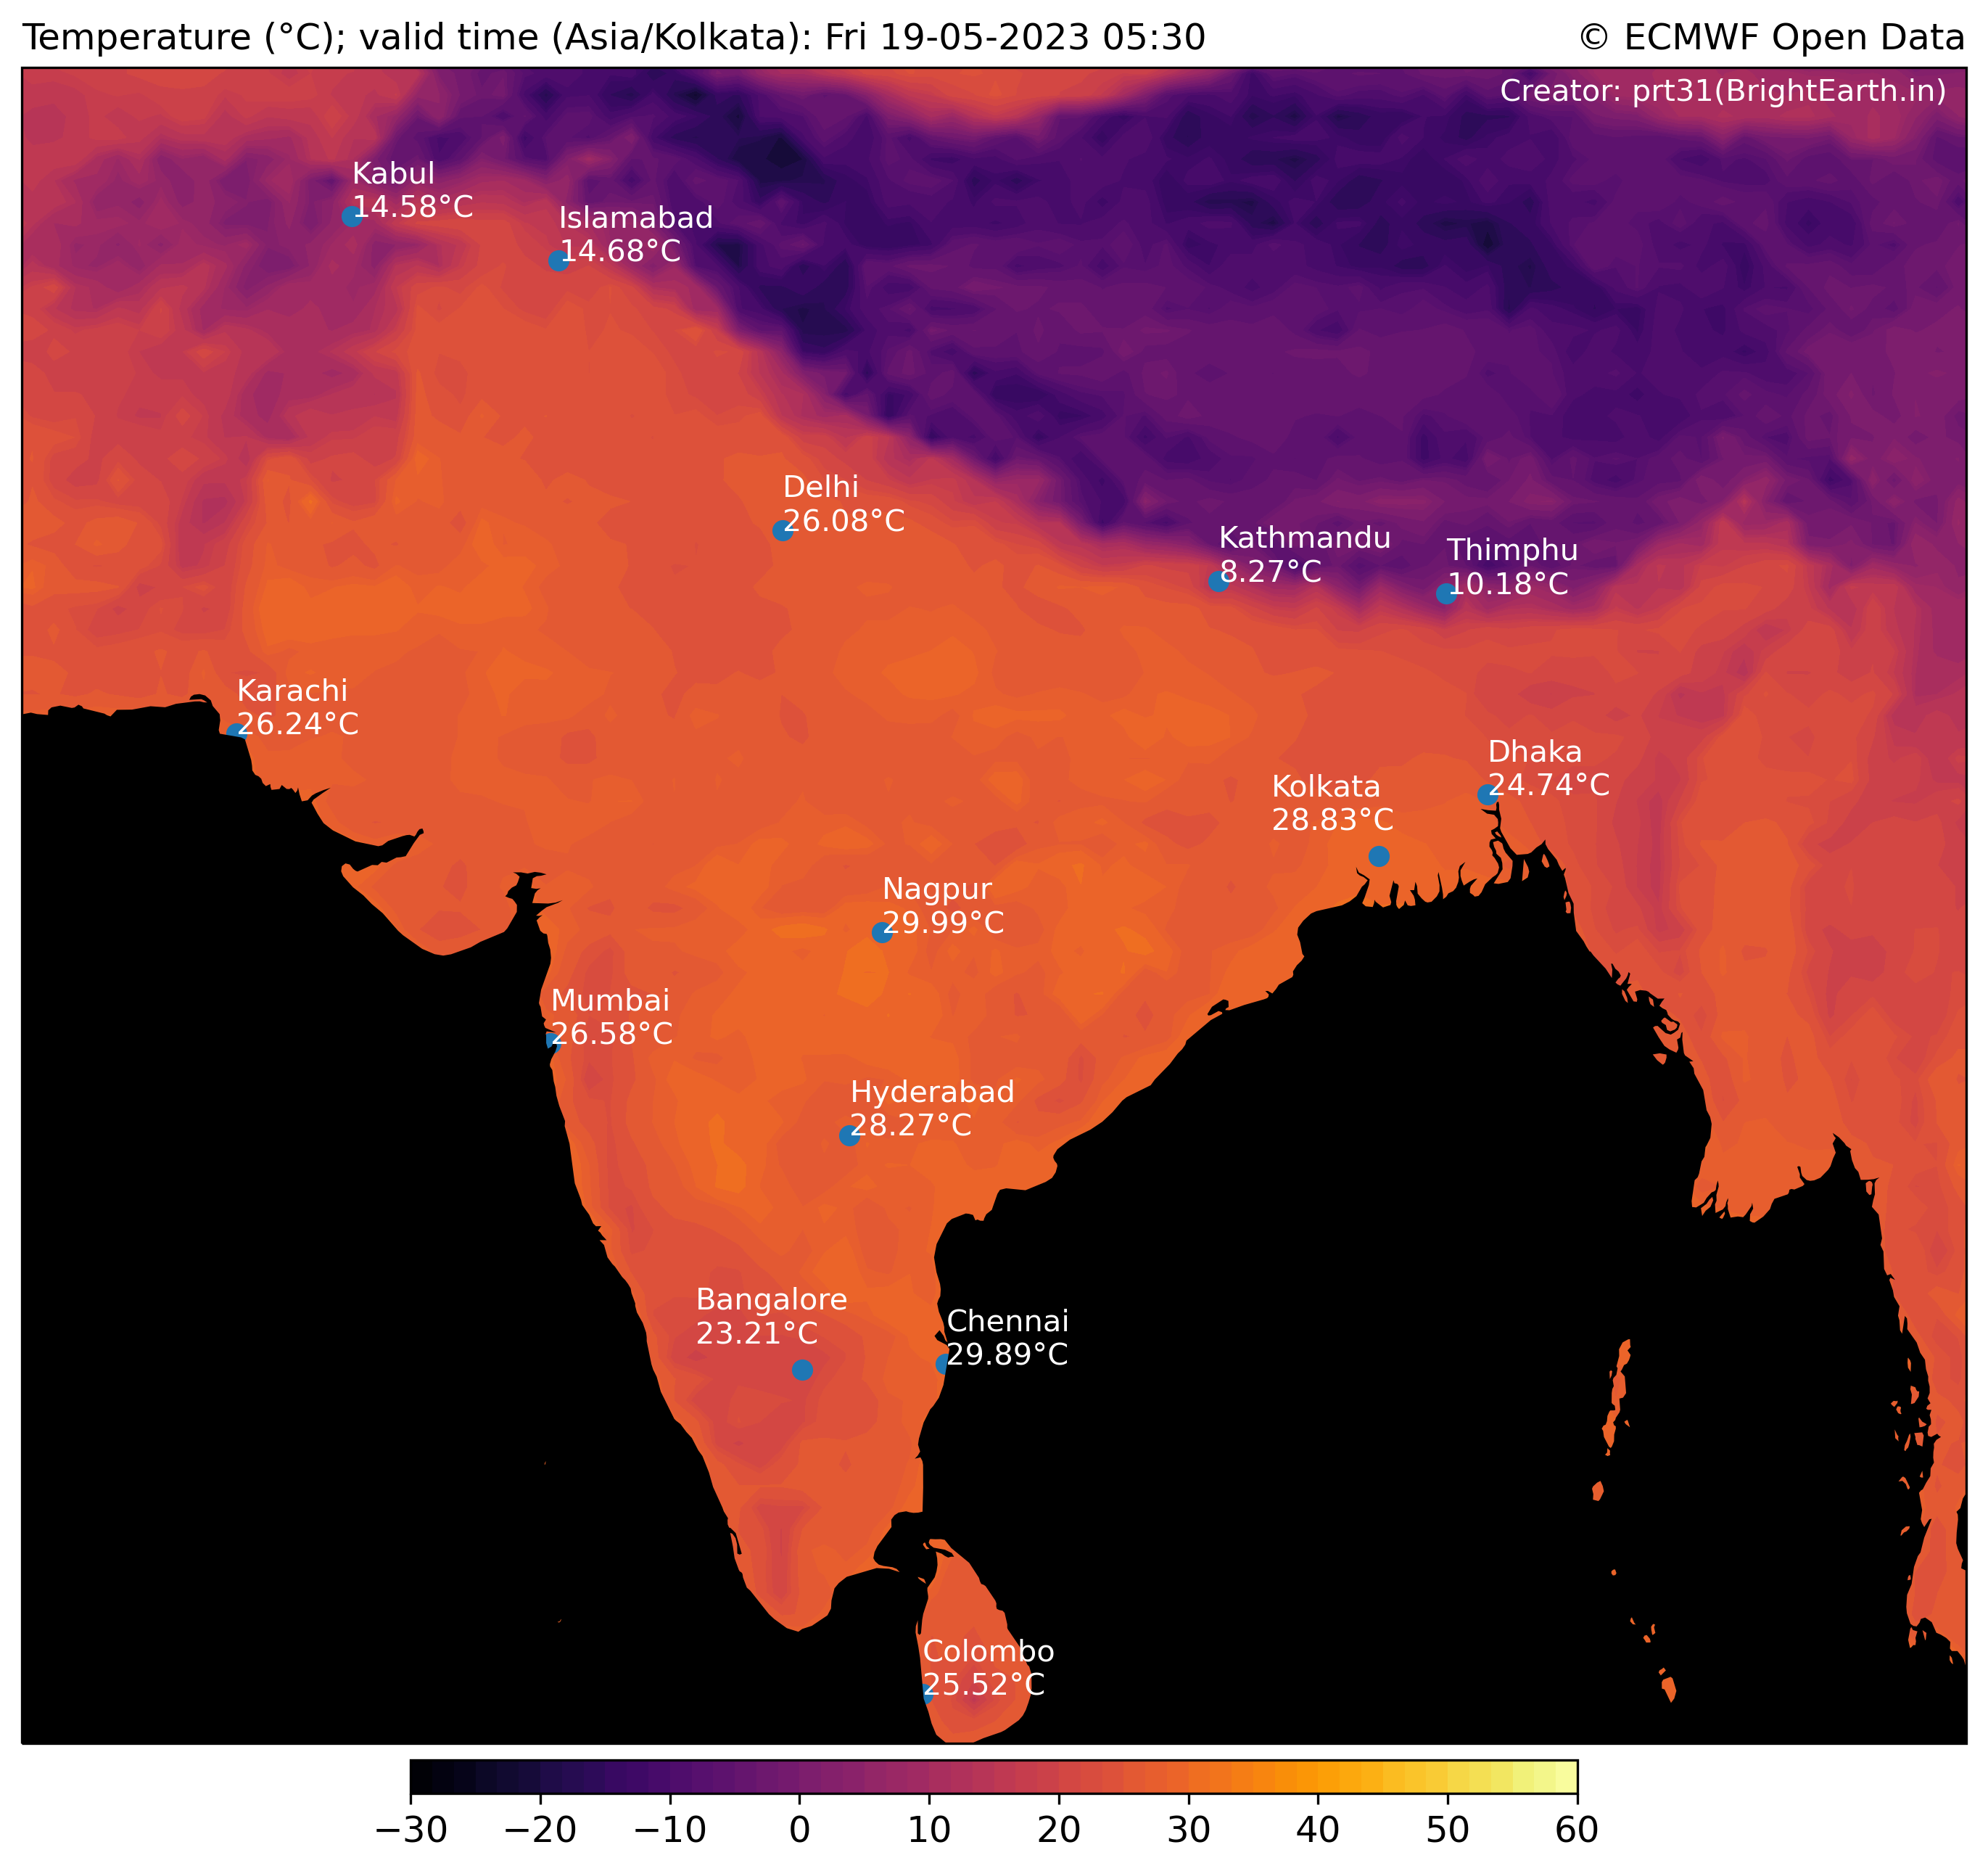 Temperature (°C); valid time (Asia/Kolkata): Fri 19-05-2023 05:30
© ECMWF Open Data
Creator: prt31(BrightEarth.in)
Kabul
14.58°C
Islamabad
14.68°C
Delhi
26.08°C
Kathmandu
8.27°C
Thimphu
10.18°C
Karachi
26.24°C
Dhaka
24.74°C
Kolkata
28.83°C
Nagpur
29.99°C
Mumbai
26.58°C
Hyderabad
28.27°C
Bangalore
23.21°C
Chennai
29.89°C
Colombo
25.52°C
−30 −20 −10 0 10 20 30 40 50 60